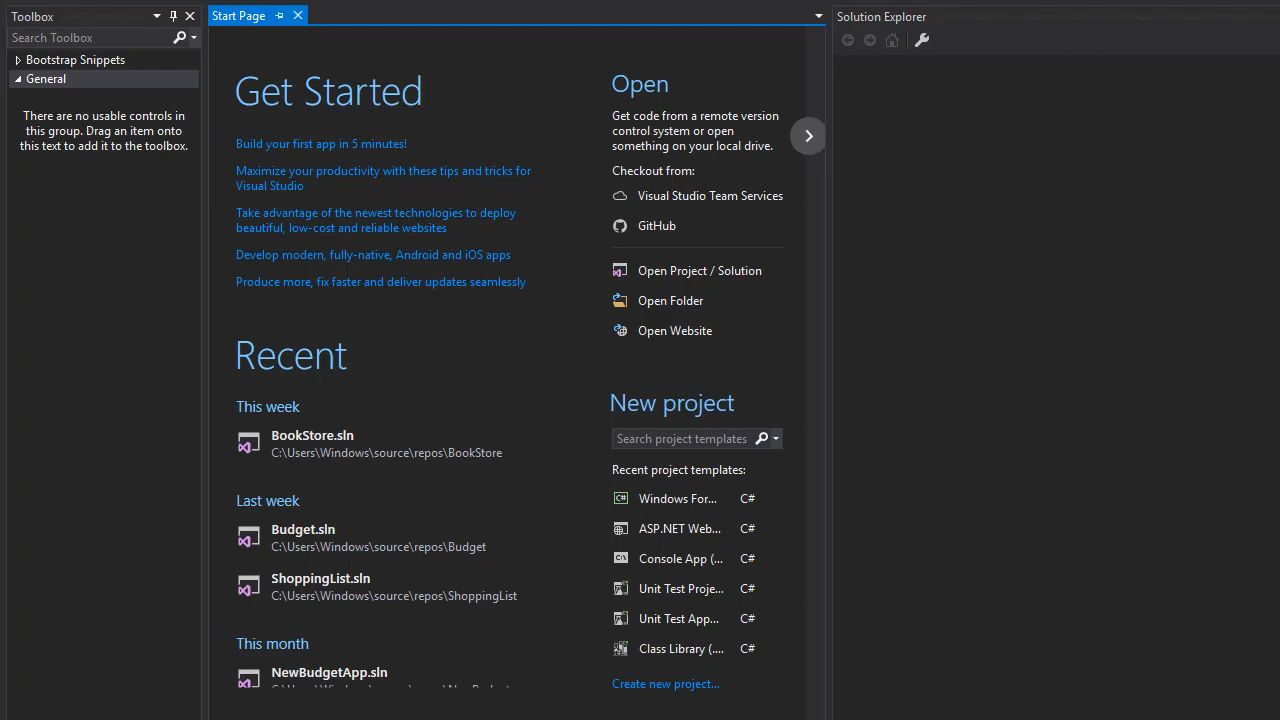 Toolbox
Search Toolbox
Bootstrap Snippets
General
There are no usable controls in
this group. Drag an item onto
this text to add it to the toolbox.
Start Page
Get Started
Build your first app in 5 minutes!
Maximize your productivity with these tips and tricks for
Visual Studio
Take advantage of the newest technologies to deploy
beautiful, low-cost and reliable websites
Develop modern, fully-native, Android and iOS apps
Produce more, fix faster and deliver updates seamlessly
Recent
This week
BookStore.sln
C:\Users\Windows\source\repos\BookStore
Last week
Budget.sln
C:\Users\Windows\source\repos\Budget
ShoppingList.sln
C:\Users\Windows\source\repos\ShoppingList
This month
NewBudgetApp.sln
Open
Get code from a remote version
control system or open
something on your local drive.
Checkout from:
Visual Studio Team Services
GitHub
Open Project / Solution
Open Folder
Open Website
New project
Search project templates
Recent project templates:
Windows For... C#
ASP.NET Web... C#
Console App (... C#
Unit Test Proje... C#
Unit Test App... C#
Class Library (.... C#
Create new project...
Solution Explorer